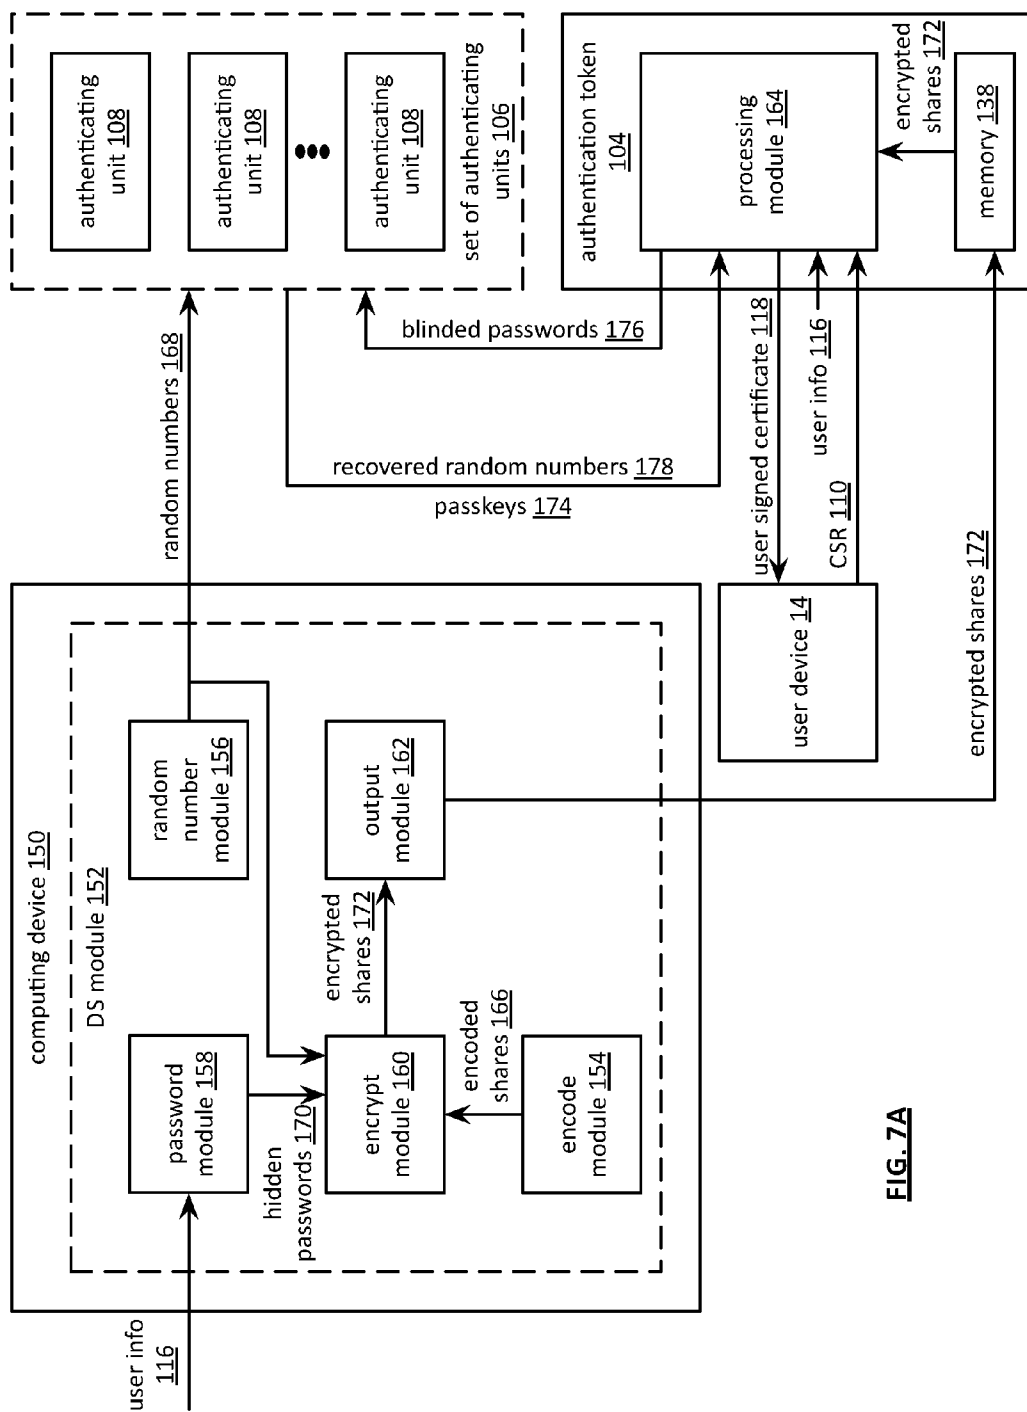 computing device 150
DS module 152
user info
116
password
module 158
random
number
module 156
random numbers 168
hidden
passwords 170
encrypt
module 160
encrypted
shares 172
output
module 162
encoded
shares 166
encode
module 154
authenticating
unit 108
authenticating
unit 108
authenticating
unit 108
set of authenticating
units 106
blinded passwords 176
recovered random numbers 178
passkeys 174
authentication token
104
processing
module 164
encrypted
shares 172
memory 138
user signed certificate 118
user info 116
CSR 110
user device 14
encrypted shares 172
FIG. 7A